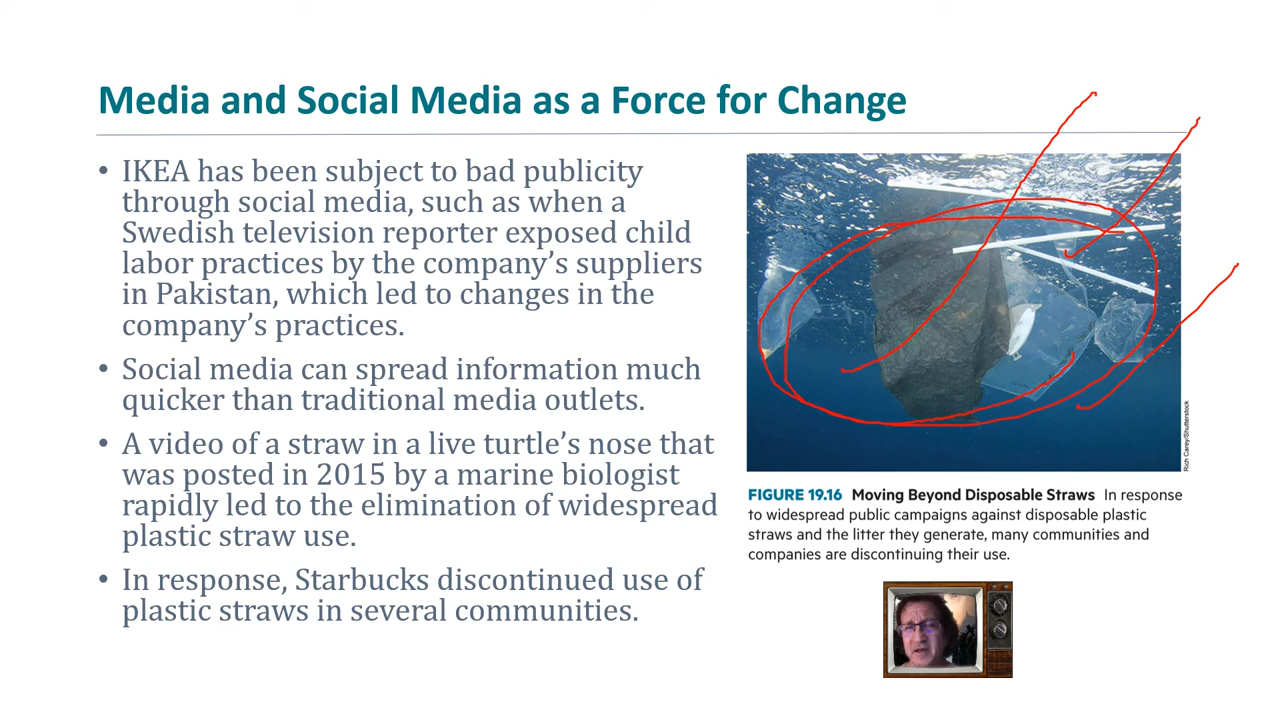 Media and Social Media as a Force for Change
• IKEA has been subject to bad publicity
through social media, such as when a
Swedish television reporter exposed child
labor practices by the company’s suppliers
in Pakistan, which led to changes in the
company’s practices.
• Social media can spread information much
quicker than traditional media outlets.
• A video of a straw in a live turtle’s nose that
was posted in 2015 by a marine biologist
rapidly led to the elimination of widespread
plastic straw use.
• In response, Starbucks discontinued use of
plastic straws in several communities.
Rich Carey/Shutterstock
FIGURE 19.16 Moving Beyond Disposable Straws In response
to widespread public campaigns against disposable plastic
straws and the litter they generate, many communities and
companies are discontinuing their use.